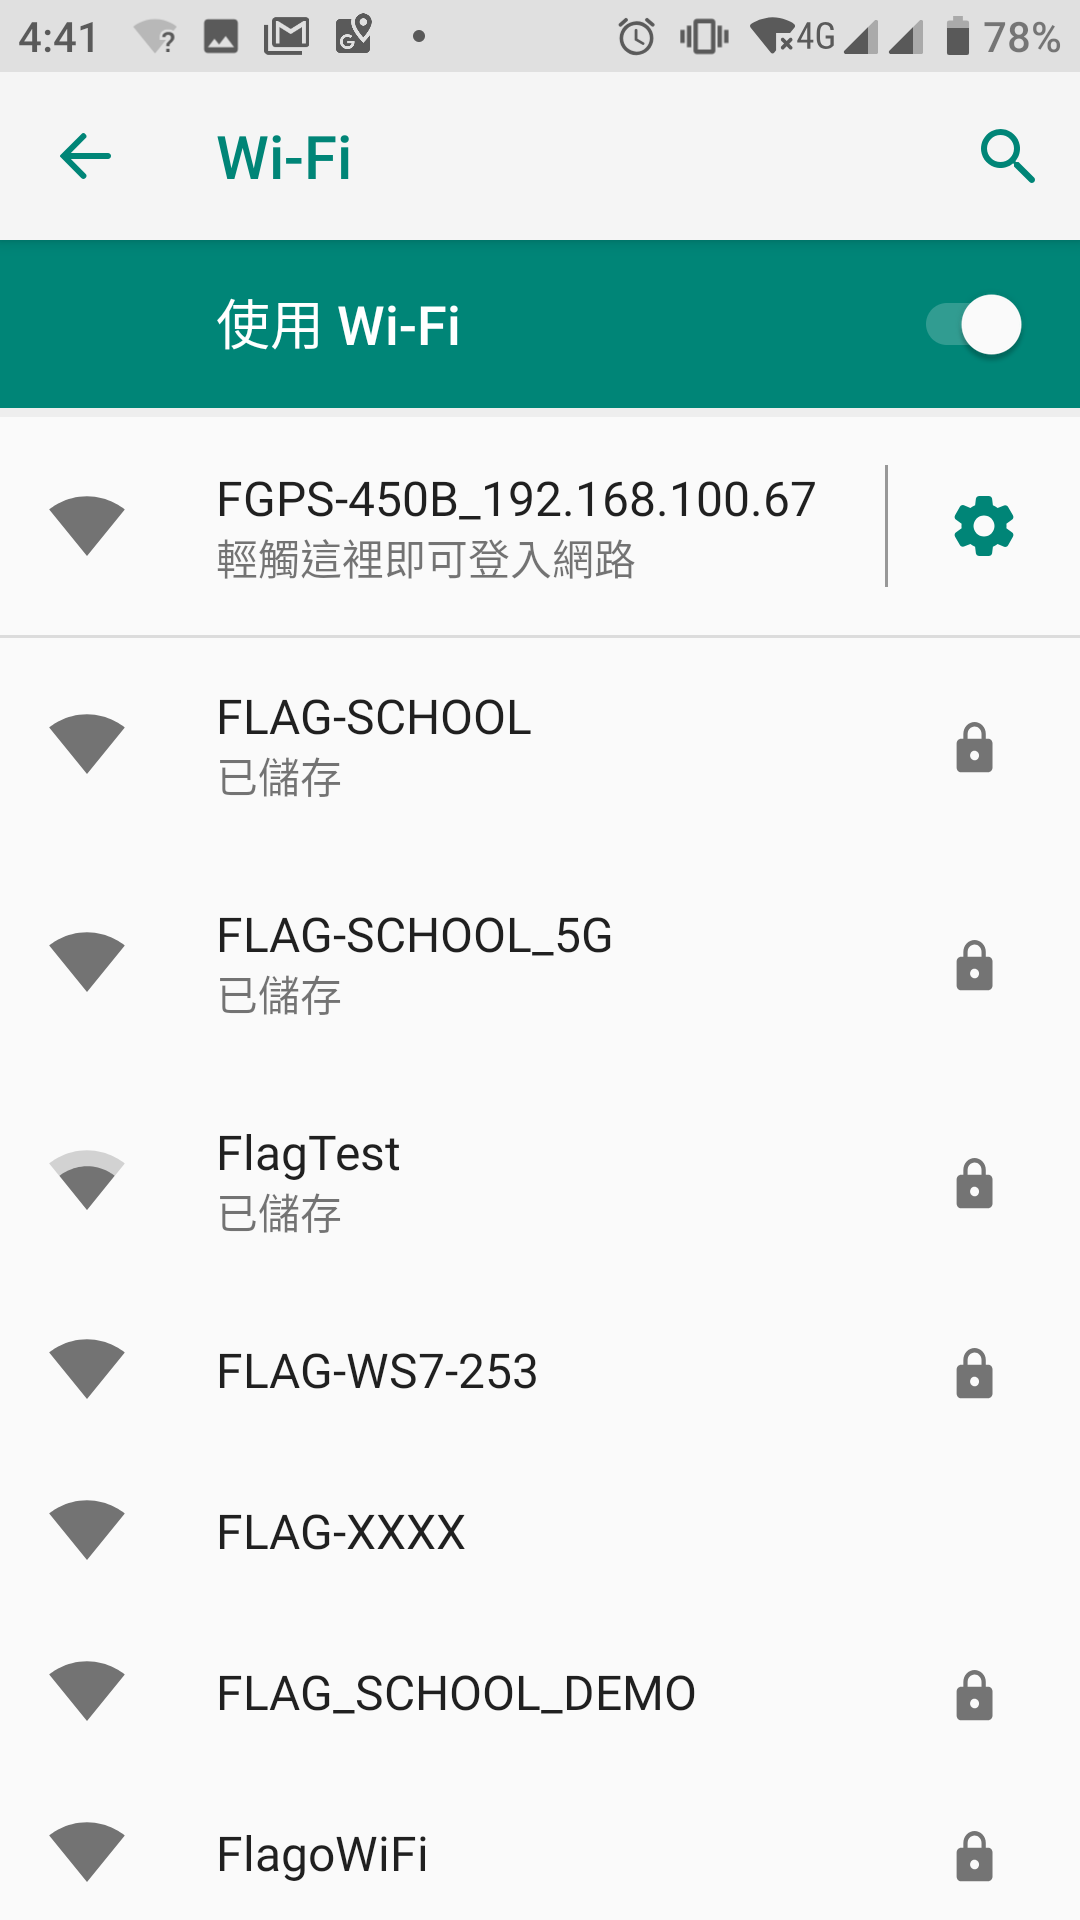 4:41 4G 78%
Wi-Fi
使用 Wi-Fi
FGPS-450B_192.168.100.67
輕觸這裡即可登入網路
FLAG-SCHOOL
已儲存
FLAG-SCHOOL_5G
已儲存
FlagTest
已儲存
FLAG-WS7-253
FLAG-XXXX
FLAG_SCHOOL_DEMO
FlagoWiFi